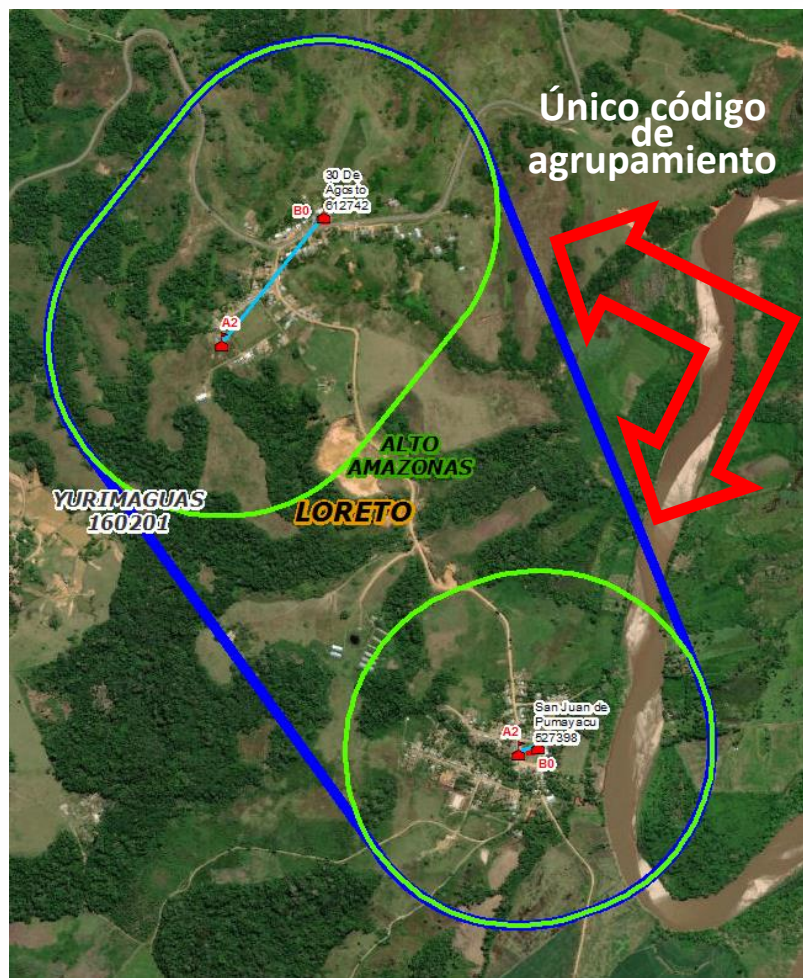 Único código
de
agrupamiento
30 De
Agosto
612742
B0
A2
ALTO
AMAZONAS
YURIMAGUAS
160201
LORETO
San Juan de
Pumayacu
527398
A2
B0